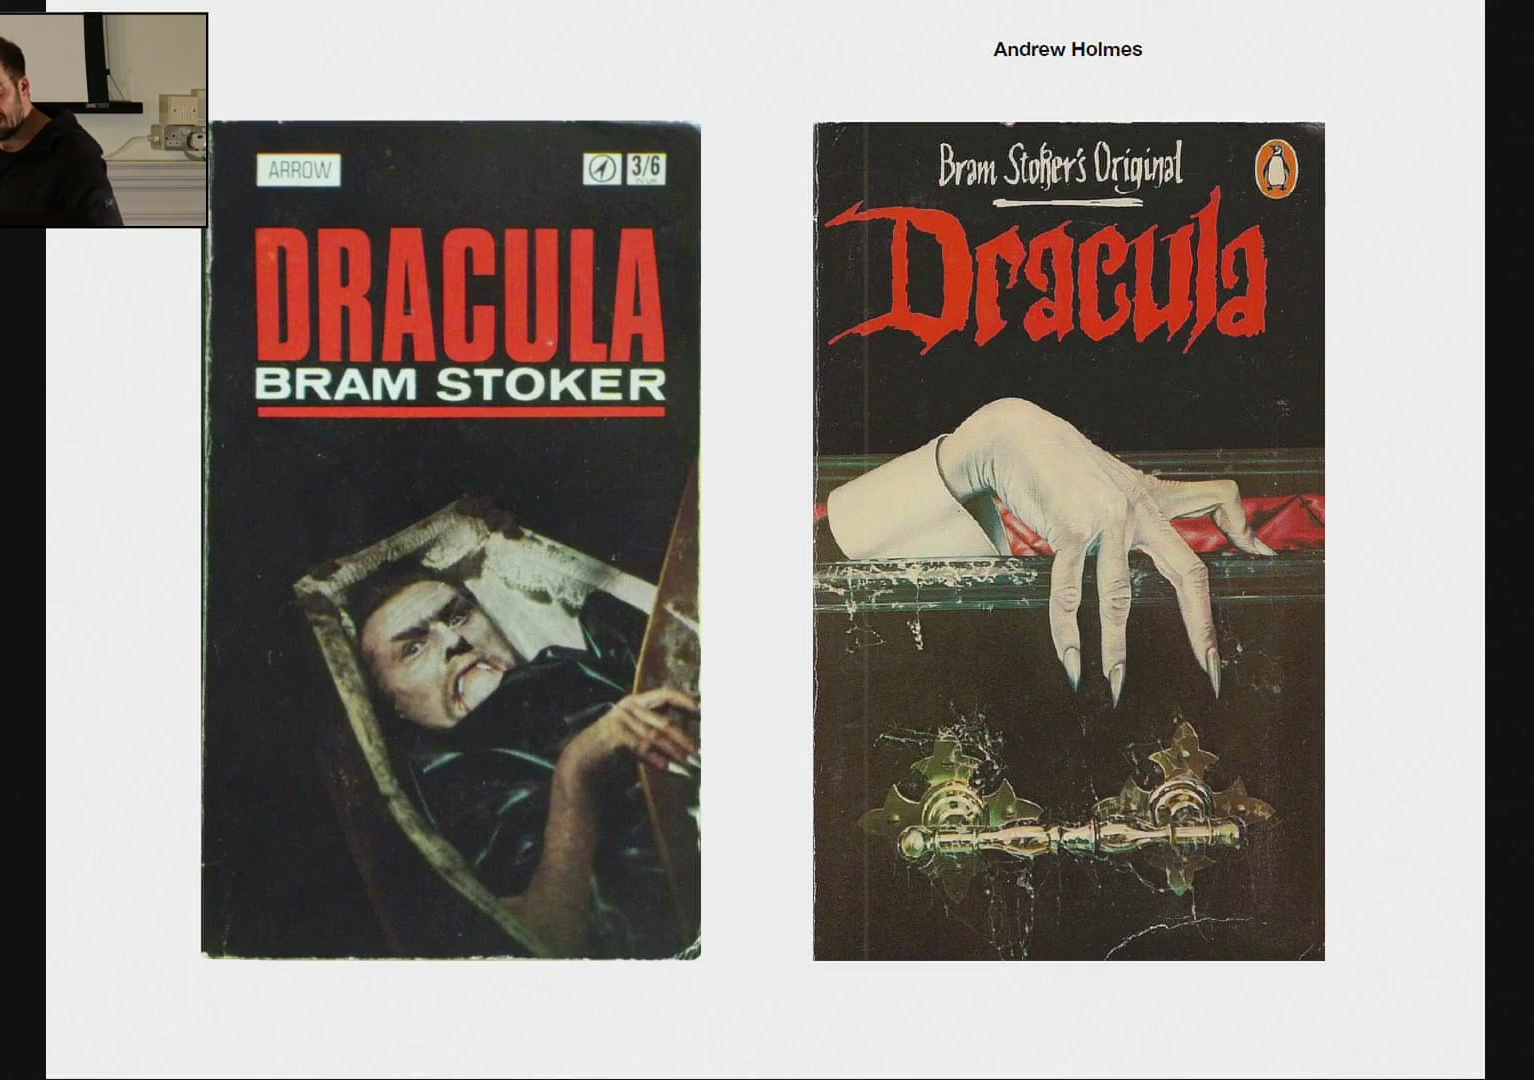 Andrew Holmes
ARROW
3/6
DRACULA
BRAM STOKER
Bram Stoker's Original
Dracula